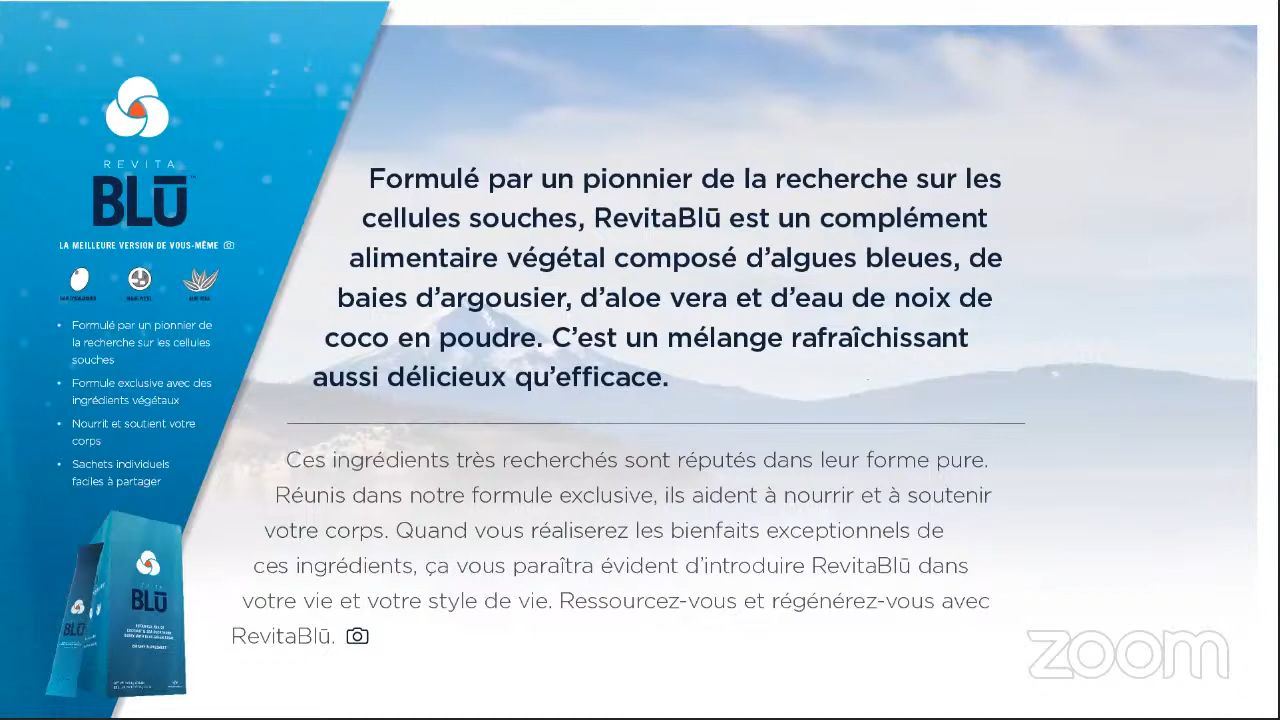 REVITA
BLŪ™
LA MEILLEURE VERSION DE VOUS-MÊME
ALOE VERA
• Formulé par un pionnier de
la recherche sur les cellules
souches
• Formule exclusive avec des
ingrédients végétaux
• Nourrit et soutient votre
corps
• Sachets individuels
faciles à partager
BLŪ
BLŪ
Formulé par un pionnier de la recherche sur les
cellules souches, RevitaBlū est un complément
alimentaire végétal composé d'algues bleues, de
baies d'argousier, d'aloe vera et d'eau de noix de
coco en poudre. C'est un mélange rafraîchissant
aussi délicieux qu'efficace.
Ces ingrédients très recherchés sont réputés dans leur forme pure.
Réunis dans notre formule exclusive, ils aident à nourrir et à soutenir
votre corps. Quand vous réaliserez les bienfaits exceptionnels de
ces ingrédients, ça vous paraîtra évident d'introduire RevitaBlū dans
votre vie et votre style de vie. Ressourcez-vous et régénérez-vous avec
RevitaBlū.
zoom